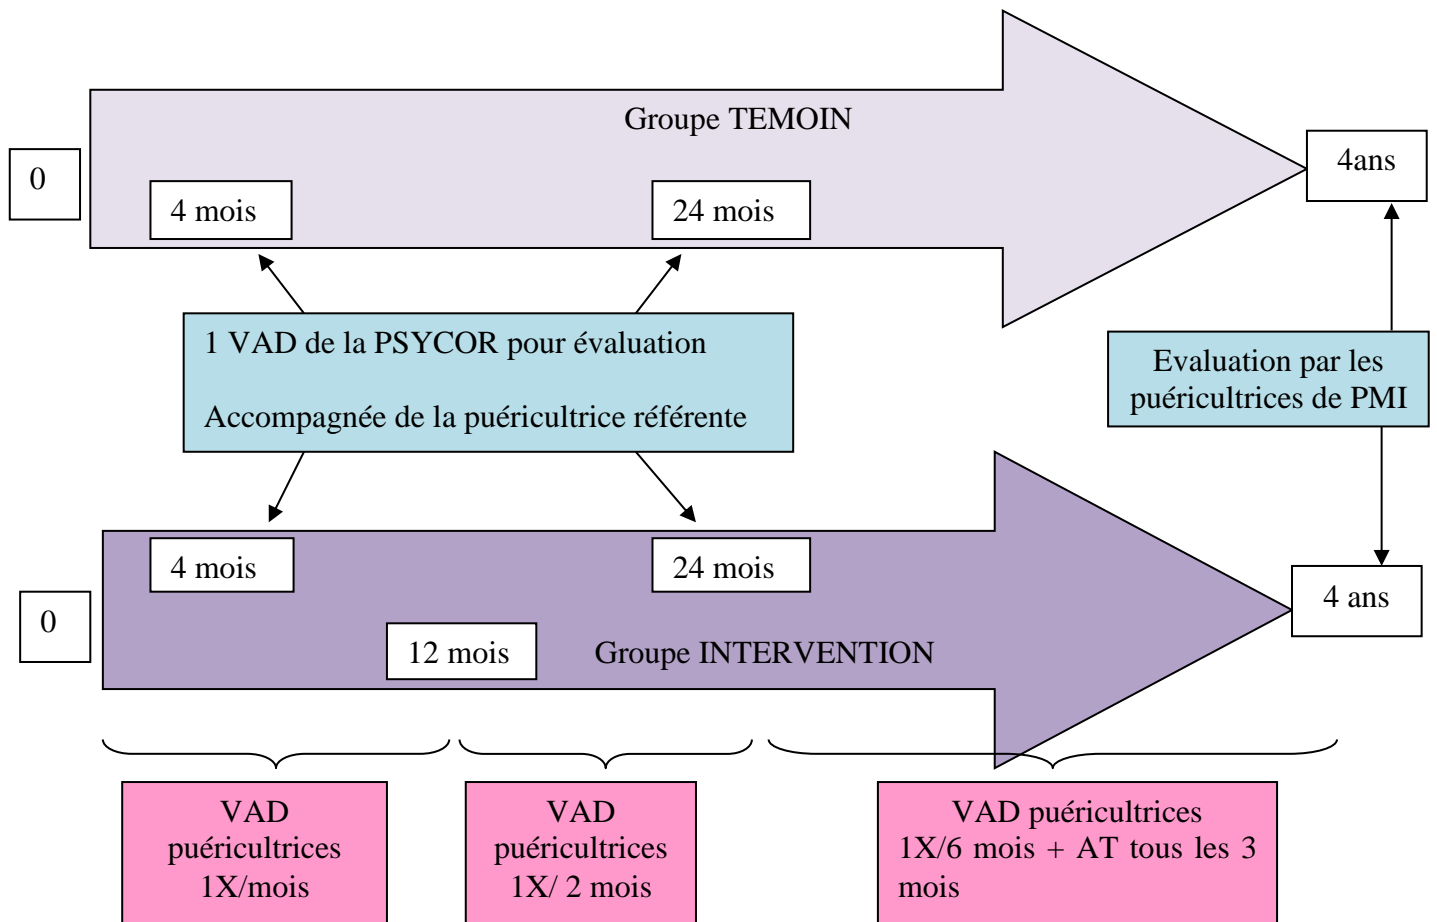 Groupe TEMOIN
0
4ans
4 mois
24 mois
1 VAD de la PSYCOR pour évaluation
Accompagnée de la puéricultrice référente
Evaluation par les
puéricultrices de PMI
4 mois
24 mois
0
4 ans
12 mois
Groupe INTERVENTION
VAD
puéricultrices
1X/mois
VAD
puéricultrices
1X/ 2 mois
VAD puéricultrices
1X/6 mois + AT tous les 3
mois